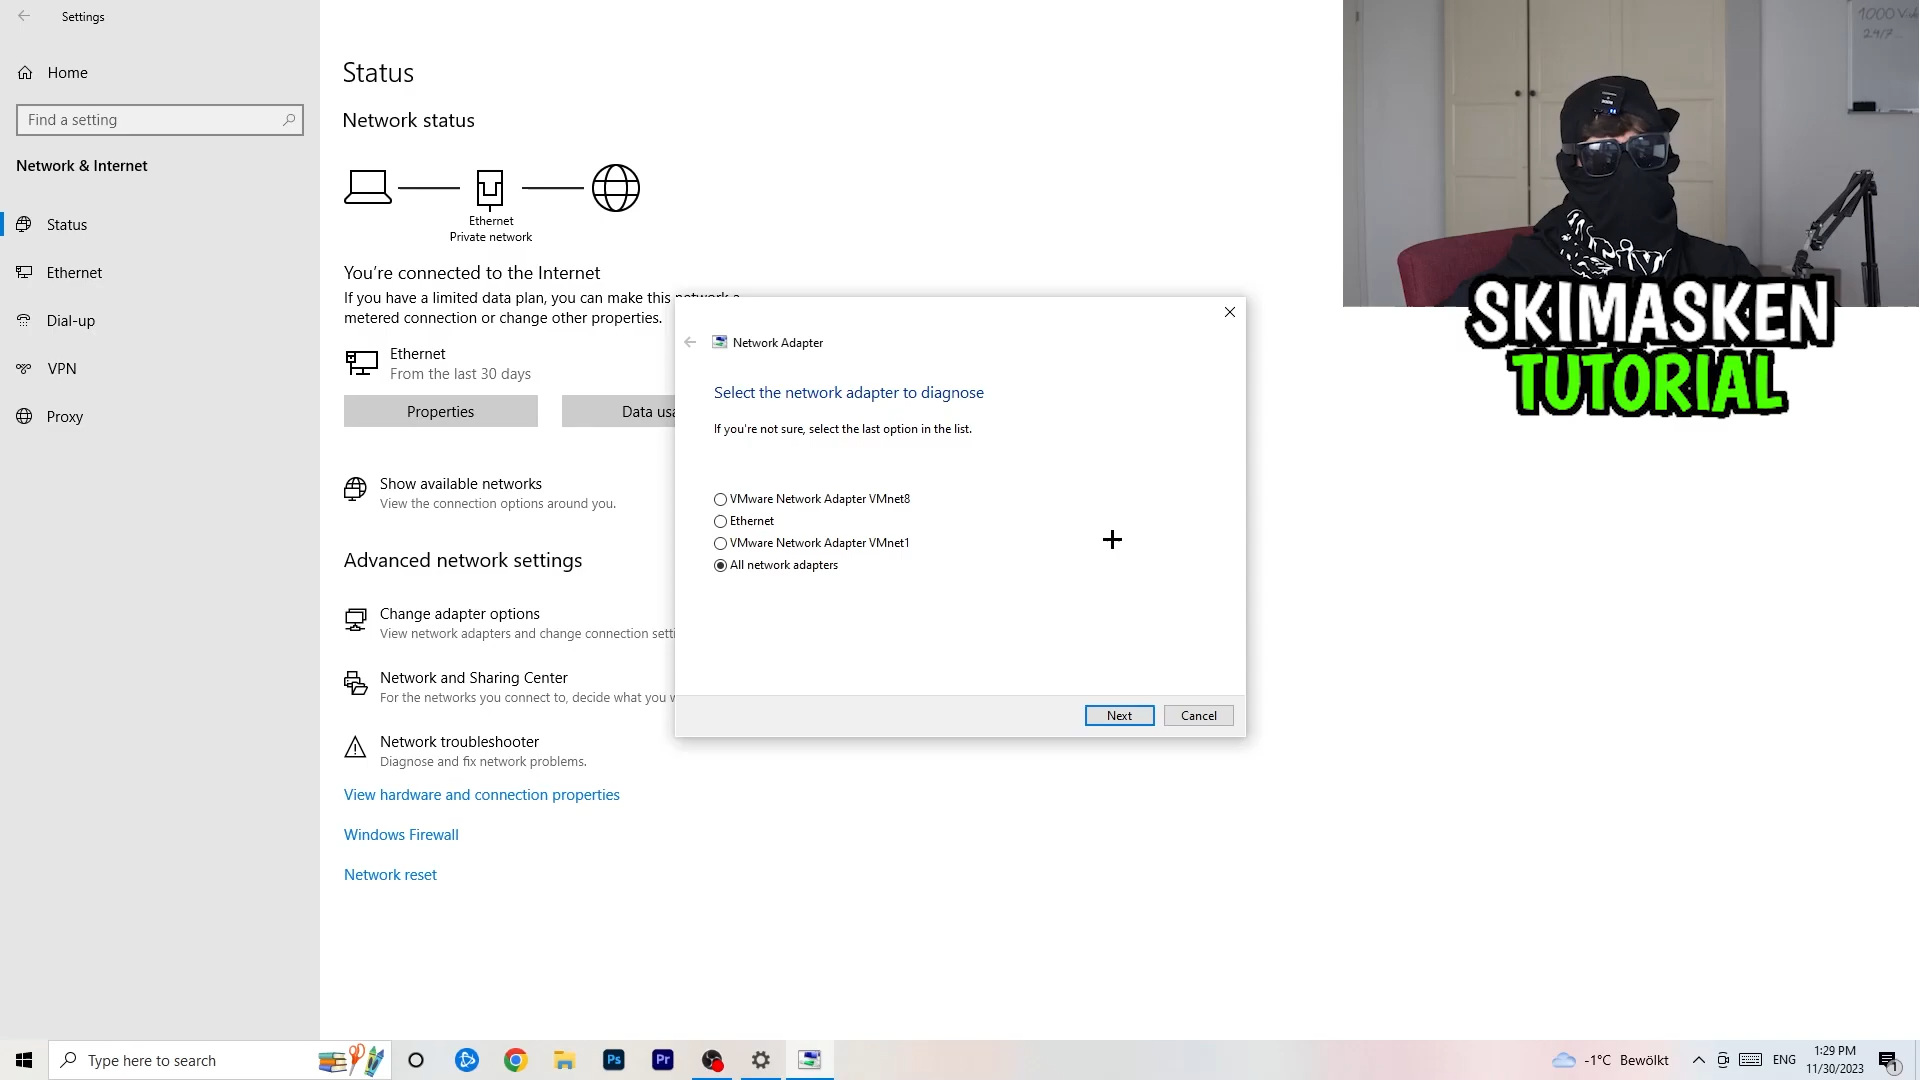 Settings
Home
Find a setting
Network & Internet
Status
Ethernet
Dial-up
VPN
Proxy
Status
Network status
Ethernet
Private network
You're connected to the Internet
If you have a limited data plan, you can make this network a
metered connection or change other properties.
Ethernet
From the last 30 days
Properties
Data usa
Show available networks
View the connection options around you.
Advanced network settings
Change adapter options
View network adapters and change connection setti
Network and Sharing Center
For the networks you connect to, decide what you w
Network troubleshooter
Diagnose and fix network problems.
View hardware and connection properties
Windows Firewall
Network reset
Network Adapter
Select the network adapter to diagnose
If you're not sure, select the last option in the list.
VMware Network Adapter VMnet8
Ethernet
VMware Network Adapter VMnet1
All network adapters
Next
Cancel
1000
24/7
SKIMASKEN
TUTORIAL
Type here to search
Ps
Pr
-1°C Bewölkt
ENG
1:29 PM
11/30/2023
1